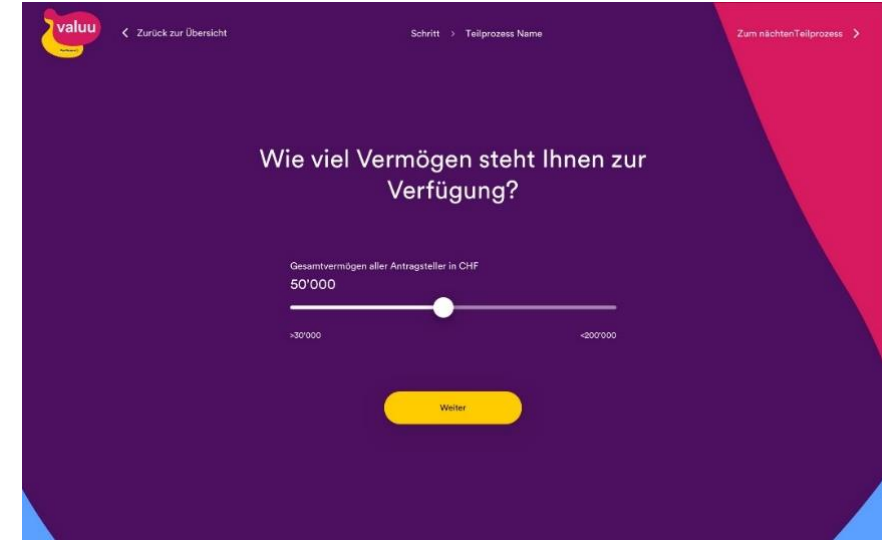 valuu
Zurück zur Übersicht
Schritt > Teilprozess Name
Zum nächtenTeilprozess
Wie viel Vermögen steht Ihnen zur
Verfügung?
Gesamtvermögen aller Antragsteller in CHF
50'000
>30'000 <200'000
Weiter